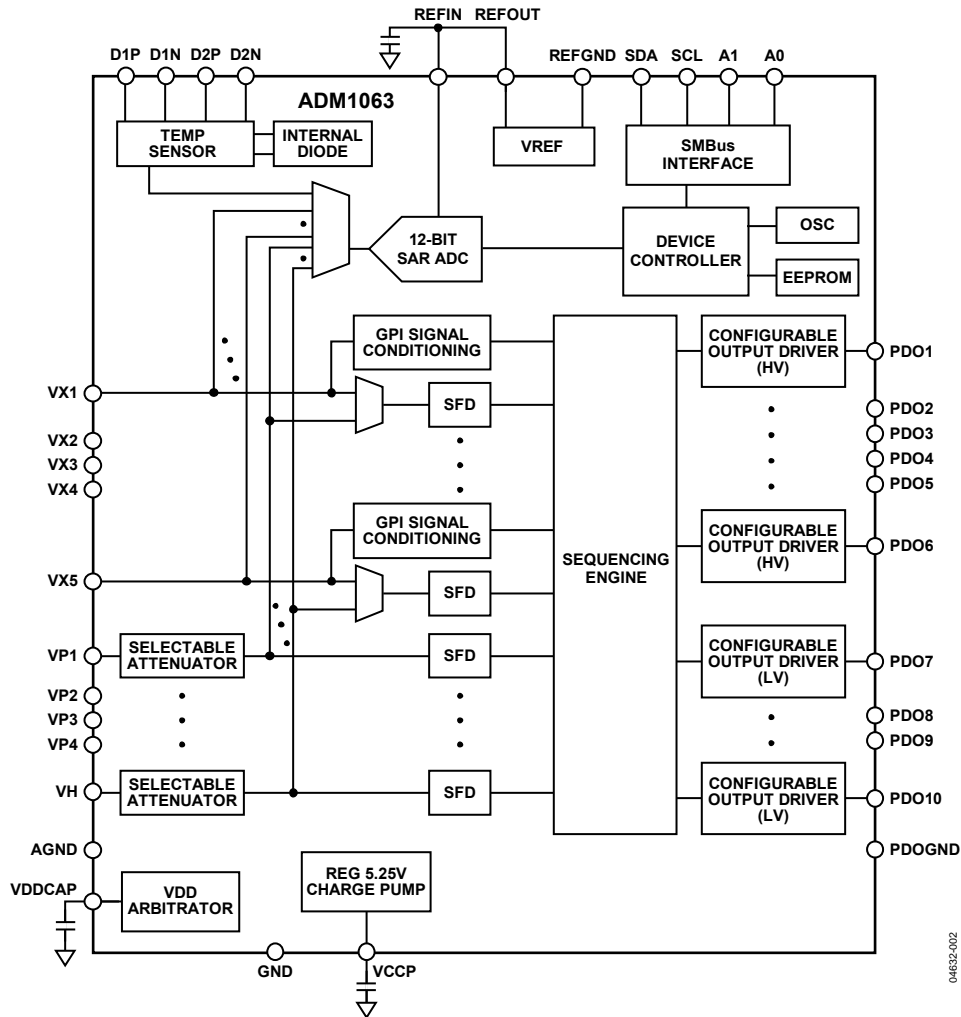 REFIN REFOUT
D1P D1N D2P D2N
REFGND SDA SCL A1 A0
ADM1063
TEMP
SENSOR
INTERNAL
DIODE
VREF
SMBus
INTERFACE
12-BIT
SAR ADC
DEVICE
CONTROLLER
OSC
EEPROM
GPI SIGNAL
CONDITIONING
CONFIGURABLE
OUTPUT DRIVER
(HV)
PDO1
VX1
SFD
PDO2
VX2
PDO3
VX3
PDO4
VX4
PDO5
GPI SIGNAL
CONDITIONING
CONFIGURABLE
OUTPUT DRIVER
(HV)
PDO6
SEQUENCING
ENGINE
VX5
SFD
VP1
SELECTABLE
ATTENUATOR
SFD
CONFIGURABLE
OUTPUT DRIVER
(LV)
PDO7
VP2
PDO8
VP3
PDO9
VP4
VH
SELECTABLE
ATTENUATOR
SFD
CONFIGURABLE
OUTPUT DRIVER
(LV)
PDO10
AGND
PDOGND
REG 5.25V
CHARGE PUMP
VDDCAP
VDD
ARBITRATOR
GND
VCCP
04632-002